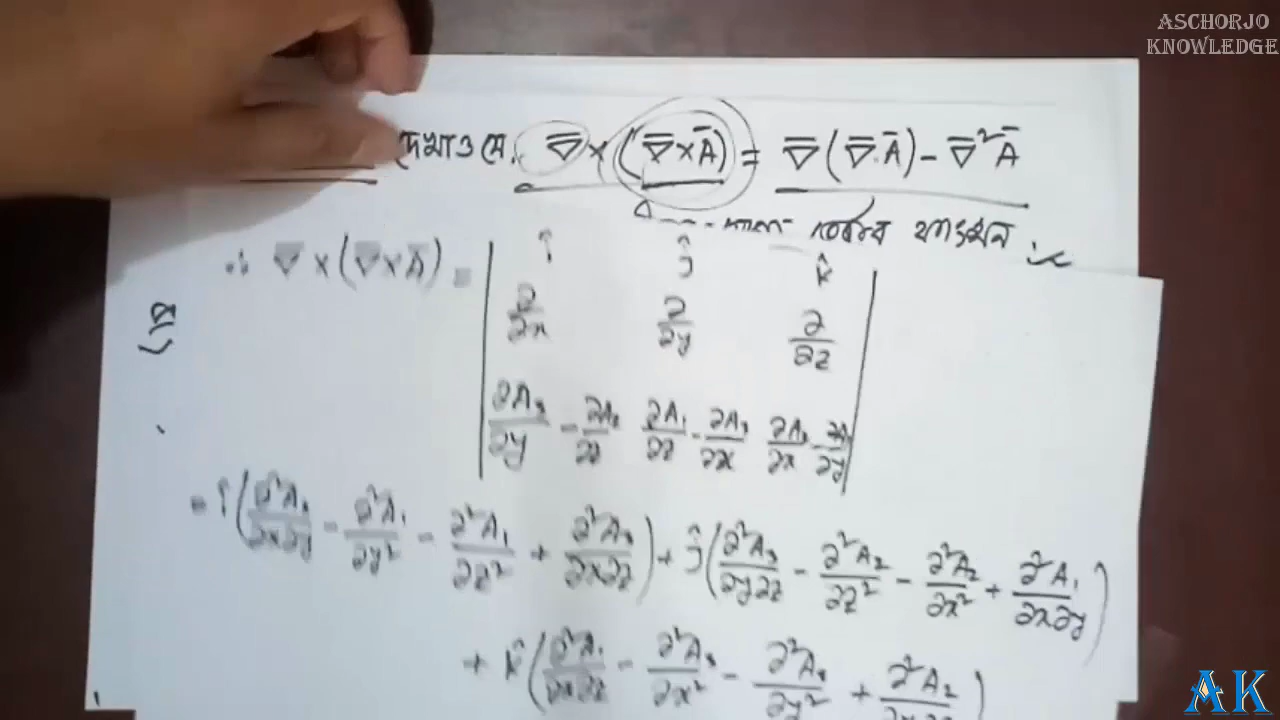 ASCHORJO
KNOWLEDGE
দেখাও যে, ∇̄×(∇̄×Ā) = ∇̄(∇̄.Ā) − ∇̄²Ā
∴ ∇̄×(∇̄×Ā) = | î ĵ k̂
∂/∂x ∂/∂y ∂/∂z
∂A₃/∂y − ∂A₂/∂z ∂A₁/∂z − ∂A₃/∂x ∂A₂/∂x − ∂A₁/∂y |
= î(∂²A₂/∂x∂y − ∂²A₁/∂y² − ∂²A₁/∂z² + ∂²A₃/∂x∂z) + ĵ(∂²A₃/∂y∂z − ∂²A₂/∂z² − ∂²A₂/∂x² + ∂²A₁/∂x∂y)
+ k̂(∂²A₁/∂x∂z − ∂²A₃/∂x² − ∂²A₃/∂y² + ∂²A₂/
AK